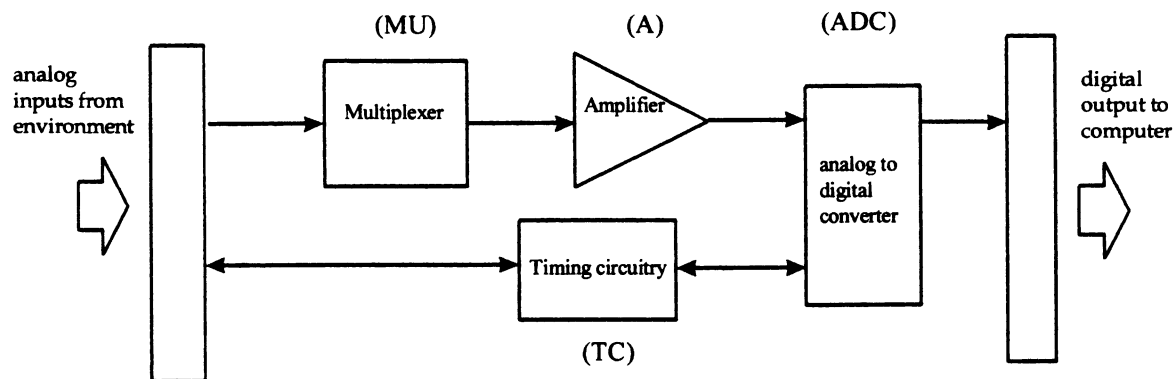 (MU)
(A)
(ADC)
analog
inputs from
environment
Multiplexer
Amplifier
analog to
digital
converter
digital
output to
computer
Timing circuitry
(TC)